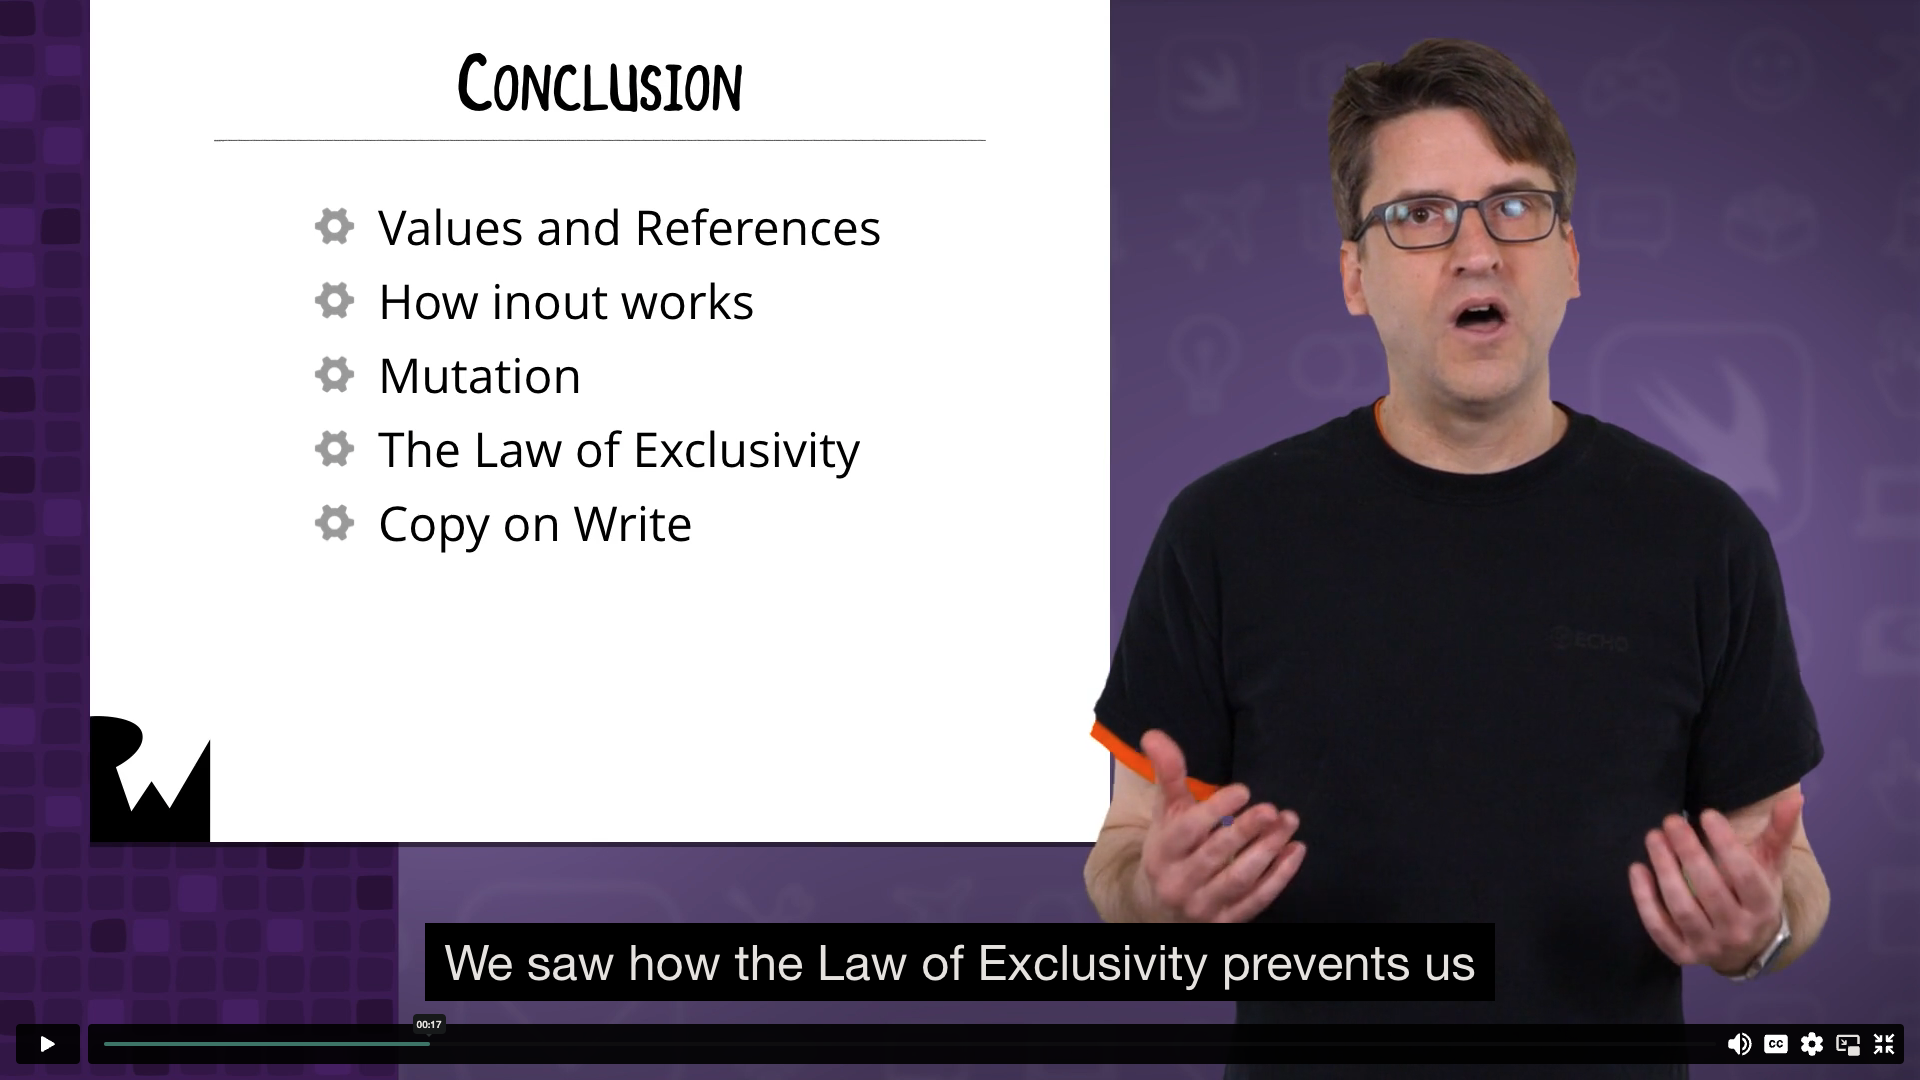 CONCLUSION
Values and References
How inout works
Mutation
The Law of Exclusivity
Copy on Write
ECHO
We saw how the Law of Exclusivity prevents us
00:17
CC